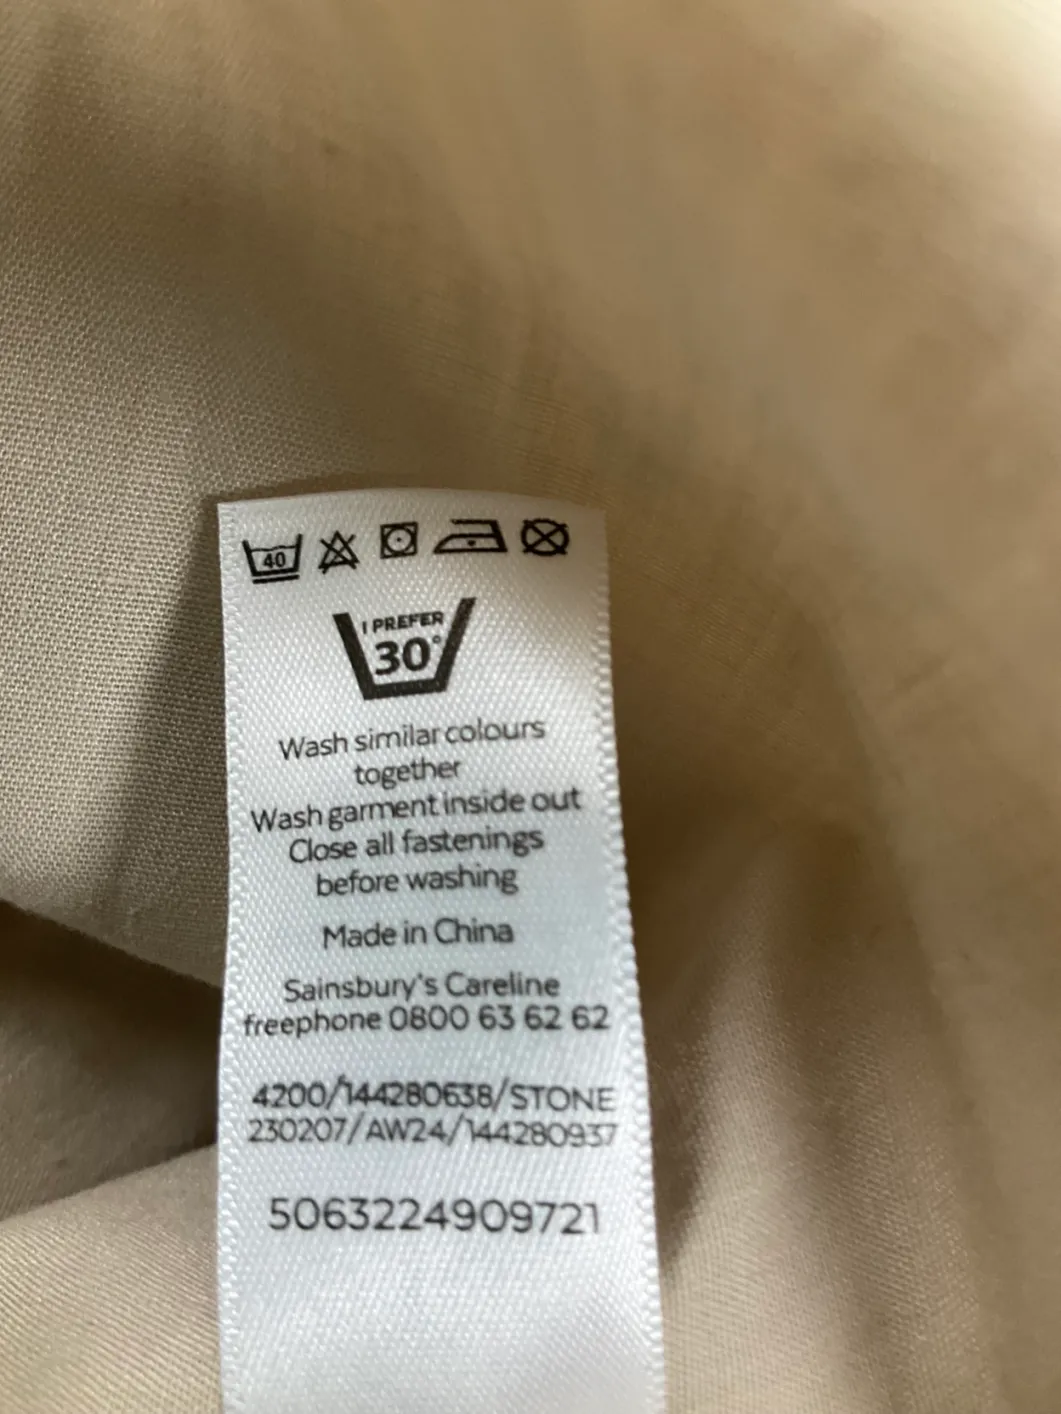 40
I PREFER
30°
Wash similar colours
together
Wash garment inside out
Close all fastenings
before washing
Made in China
Sainsbury's Careline
freephone 0800 63 62 62
4200/144280638/STONE
230207/AW24/144280937
5063224909721